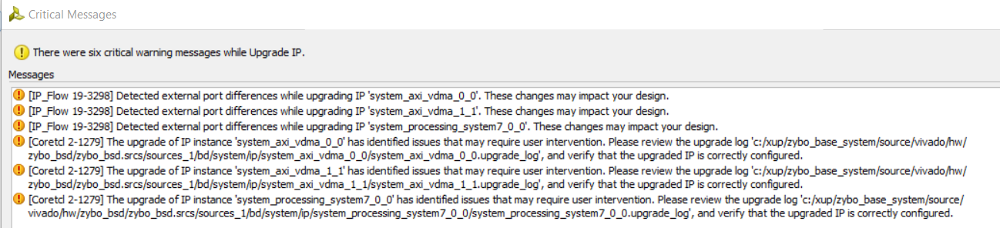 Critical Messages
There were six critical warning messages while Upgrade IP.
Messages
[IP_Flow 19-3298] Detected external port differences while upgrading IP 'system_axi_vdma_0_0'. These changes may impact your design.
[IP_Flow 19-3298] Detected external port differences while upgrading IP 'system_axi_vdma_1_1'. These changes may impact your design.
[IP_Flow 19-3298] Detected external port differences while upgrading IP 'system_processing_system7_0_0'. These changes may impact your design.
[Coretcl 2-1279] The upgrade of IP instance 'system_axi_vdma_0_0' has identified issues that may require user intervention. Please review the upgrade log 'c:/xup/zybo_base_system/source/vivado/hw/
zybo_bsd/zybo_bsd.srcs/sources_1/bd/system/ip/system_axi_vdma_0_0/system_axi_vdma_0_0.upgrade_log', and verify that the upgraded IP is correctly configured.
[Coretcl 2-1279] The upgrade of IP instance 'system_axi_vdma_1_1' has identified issues that may require user intervention. Please review the upgrade log 'c:/xup/zybo_base_system/source/vivado/hw/
zybo_bsd/zybo_bsd.srcs/sources_1/bd/system/ip/system_axi_vdma_1_1/system_axi_vdma_1_1.upgrade_log', and verify that the upgraded IP is correctly configured.
[Coretcl 2-1279] The upgrade of IP instance 'system_processing_system7_0_0' has identified issues that may require user intervention. Please review the upgrade log 'c:/xup/zybo_base_system/source/
vivado/hw/zybo_bsd/zybo_bsd.srcs/sources_1/bd/system/ip/system_processing_system7_0_0/system_processing_system7_0_0.upgrade_log', and verify that the upgraded IP is correctly configured.